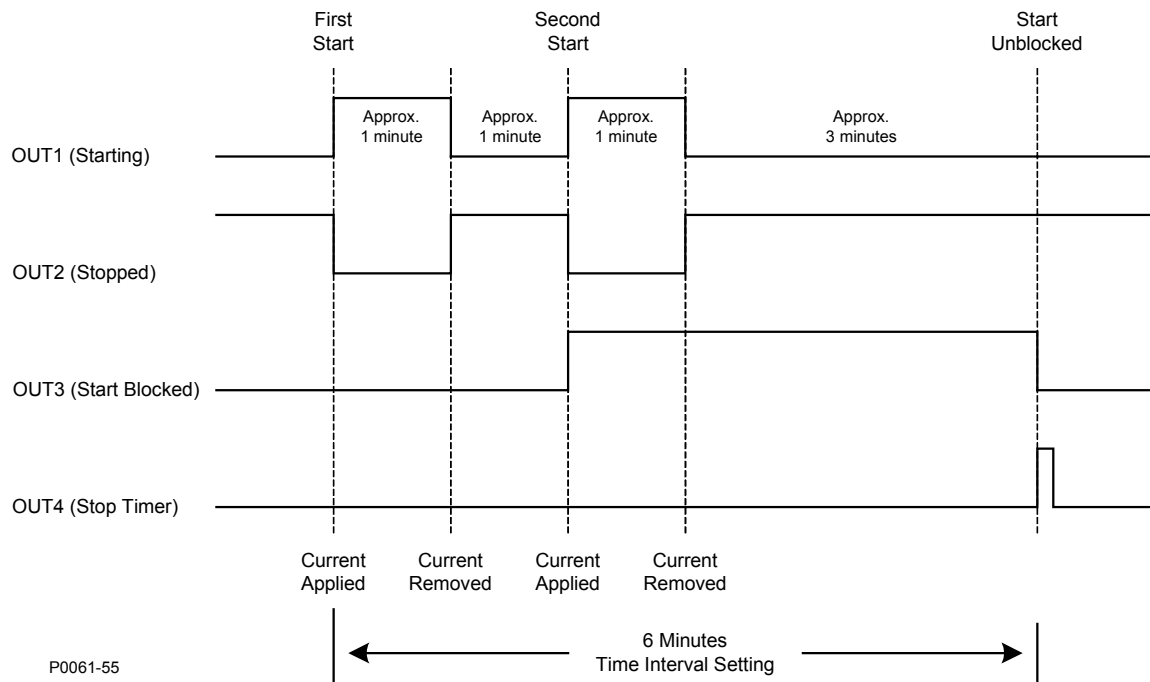 First
Start
Second
Start
Start
Unblocked
Approx.
1 minute
Approx.
1 minute
Approx.
1 minute
Approx.
3 minutes
OUT1 (Starting)
OUT2 (Stopped)
OUT3 (Start Blocked)
OUT4 (Stop Timer)
Current
Applied
Current
Removed
Current
Applied
Current
Removed
6 Minutes
Time Interval Setting
P0061-55